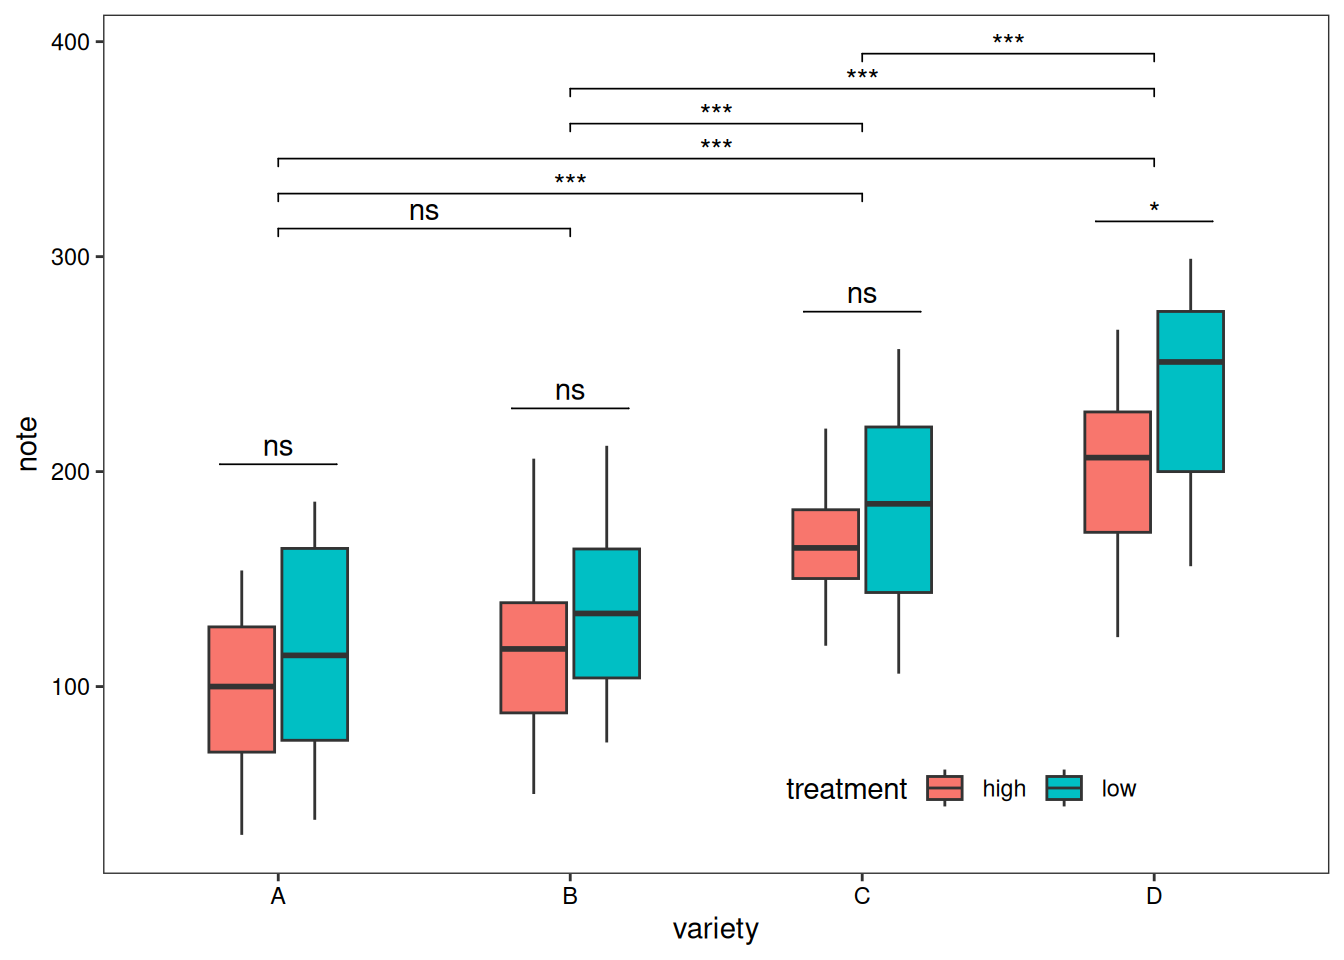 400
***
***
***
***
***
ns
*
300
ns
ns
ns
200
100
note
treatment high low
A B C D
variety